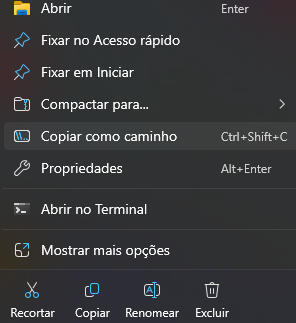 Abrir Enter
Fixar no Acesso rápido
Fixar em Iniciar
Compactar para...
Copiar como caminho Ctrl+Shift+C
Propriedades Alt+Enter
Abrir no Terminal
Mostrar mais opções
Recortar Copiar Renomear Excluir